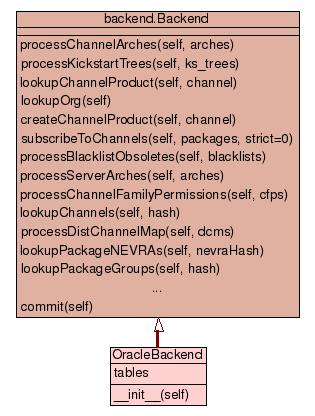 backend.Backend
processChannelArches(self, arches)
processKickstartTrees(self, ks_trees)
lookupChannelProduct(self, channel)
lookupOrg(self)
createChannelProduct(self, channel)
subscribeToChannels(self, packages, strict=0)
processBlacklistObsoletes(self, blacklists)
processServerArches(self, arches)
processChannelFamilyPermissions(self, cfps)
lookupChannels(self, hash)
processDistChannelMap(self, dcms)
lookupPackageNEVRAs(self, nevraHash)
lookupPackageGroups(self, hash)
...
commit(self)
OracleBackend
tables
__init__(self)